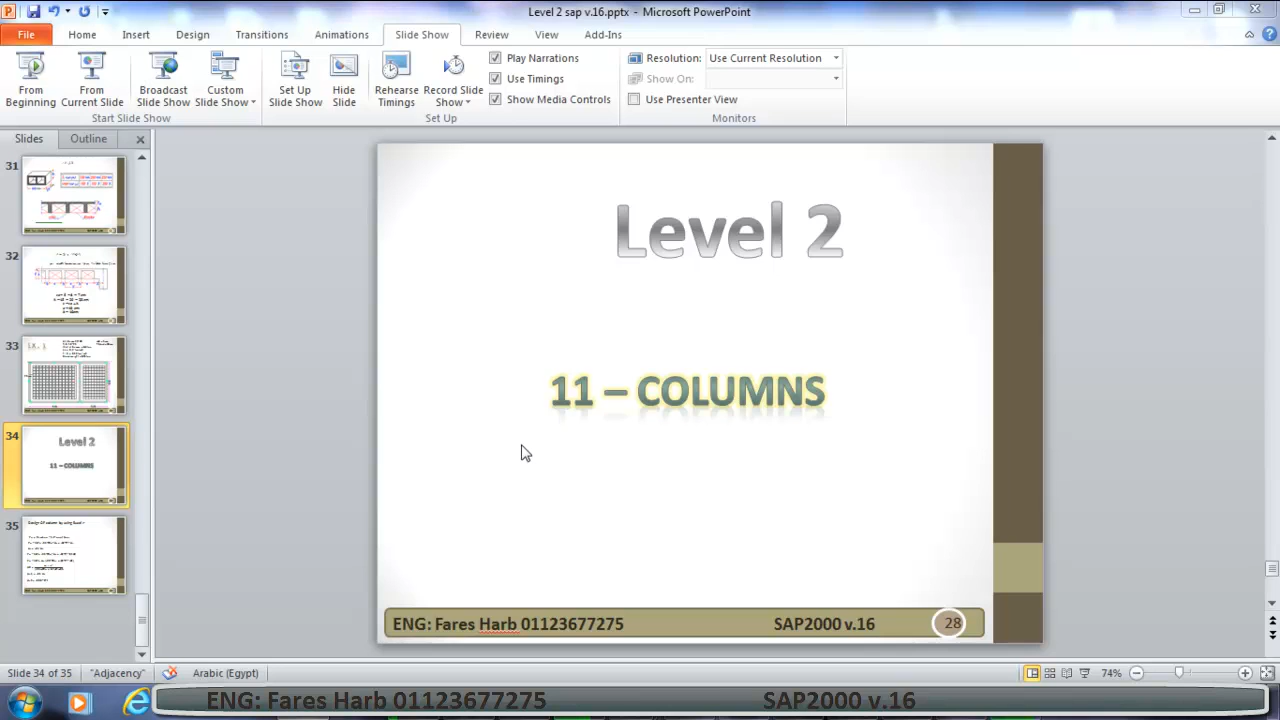 Level 2 sap v.16.pptx - Microsoft PowerPoint
File Home Insert Design Transitions Animations Slide Show Review View Add-Ins
From Beginning
From Current Slide
Broadcast Slide Show
Custom Slide Show
Start Slide Show
Set Up Slide Show
Hide Slide
Rehearse Timings
Record Slide Show
Play Narrations
Use Timings
Show Media Controls
Set Up
Resolution: Use Current Resolution
Show On:
Use Presenter View
Monitors
Slides Outline
31
32
33
34
Level 2
11 – COLUMNS
35
Level 2
11 – COLUMNS
ENG: Fares Harb 01123677275 SAP2000 v.16 28
Slide 34 of 35 "Adjacency" Arabic (Egypt) 74%
ENG: Fares Harb 01123677275 SAP2000 v.16